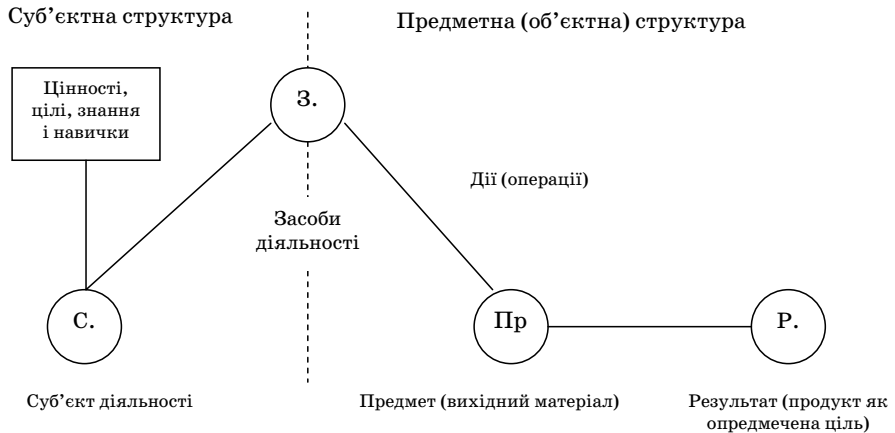 Суб’єктна структура
Предметна (об’єктна) структура
Цінності,
цілі, знання
і навички
З.
Дії (операції)
Засоби
діяльності
С.
Пр
Р.
Суб’єкт діяльності
Предмет (вихідний матеріал)
Результат (продукт як
опредмечена ціль)